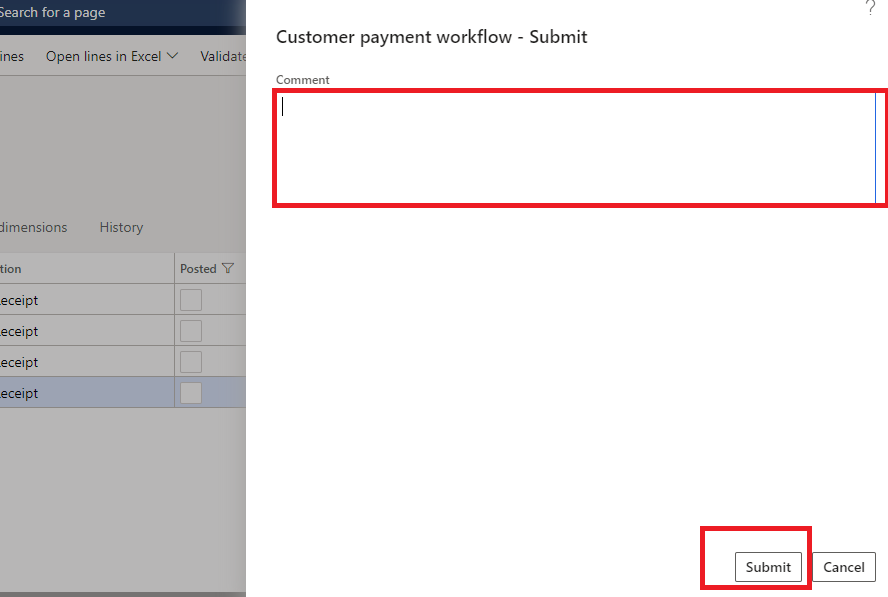 Search for a page
?
Customer payment workflow - Submit
ines Open lines in Excel Validate
Comment
dimensions History
tion Posted
eceipt
eceipt
eceipt
eceipt
Submit Cancel